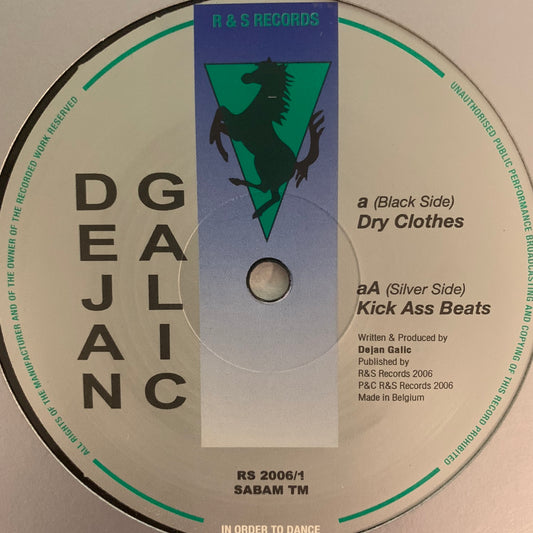 R & S RECORDS
DEJAN
GALIC
a (Black Side)
Dry Clothes
aA (Silver Side)
Kick Ass Beats
Written & Produced by
Dejan Galic
Published by
R&S Records 2006
P&C R&S Records 2006
Made in Belgium
RS 2006/1
SABAM TM
ALL RIGHTS OF THE MANUFACTURER AND OF THE OWNER OF THE RECORDED WORK RESERVED
UNAUTHORISED PUBLIC PERFORMANCE BROADCASTING AND COPYING OF THIS RECORD PROHIBITED
IN ORDER TO DANCE